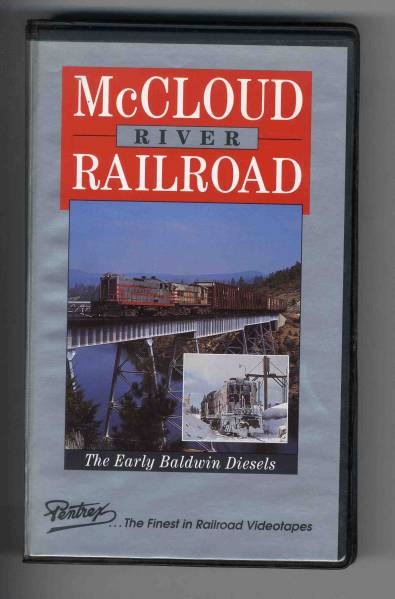 McCLOUD
RIVER
RAILROAD
The Early Baldwin Diesels
Pentrex
...The Finest in Railroad Videotapes